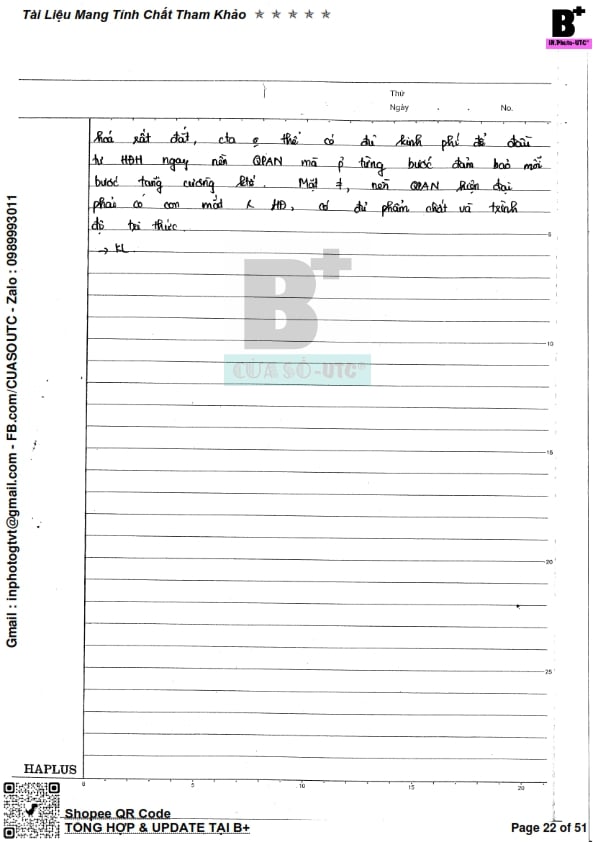 Tài Liệu Mang Tính Chất Tham Khảo ★ ★ ★ ★ ★
B+
IN.Photo-UTC®
Thứ
Ngày . . No.
hoá rất đắt, cta o thể có đủ kinh phí để đầu
tư HĐH ngay nền QPAN mà p từng bước đảm bảo mỗi
bước tăng cường ktế. Mặt ≠, nền QPAN hiện đại
phải có con mới HĐ, có đủ phẩm chất và trình
độ tri thức.
→ KL
5
B+
CỬA SỔ-UTC®
10
15
20
25
HAPLUS
0 5 10 15 20
Gmail : inphotogtvt@gmail.com - FB.com/CUASOUTC - Zalo : 0989993011
Shopee QR Code
TỔNG HỢP & UPDATE TẠI B+
Page 22 of 51